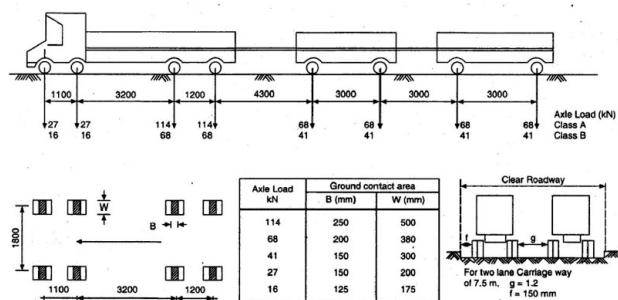 1100 3200 1200 4300 3000 3000 3000
Axle Load (kN)
27 27 114 114 68 68 68 68 Class A
16 16 68 68 41 41 41 41 Class B
Clear Roadway
Axle Load
kN
Ground contact area
B (mm) W (mm)
114 250 500
68 200 380
41 150 300
27 150 200
16 125 175
W
B
1800
1100 3200 1200
f g
For two lane Carriage way
of 7.5 m, g = 1.2
f = 150 mm